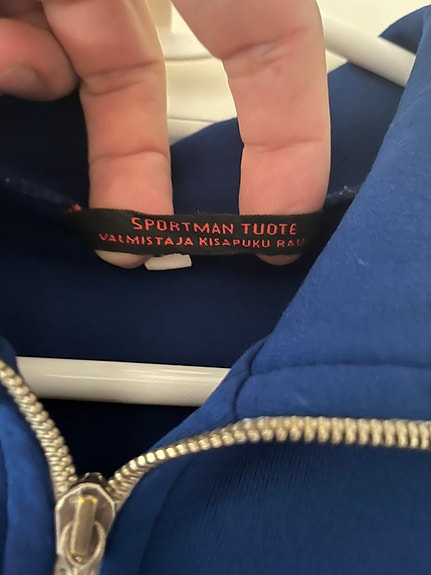 SPORTMAN TUOTE
VALMISTAJA KISAPUKU